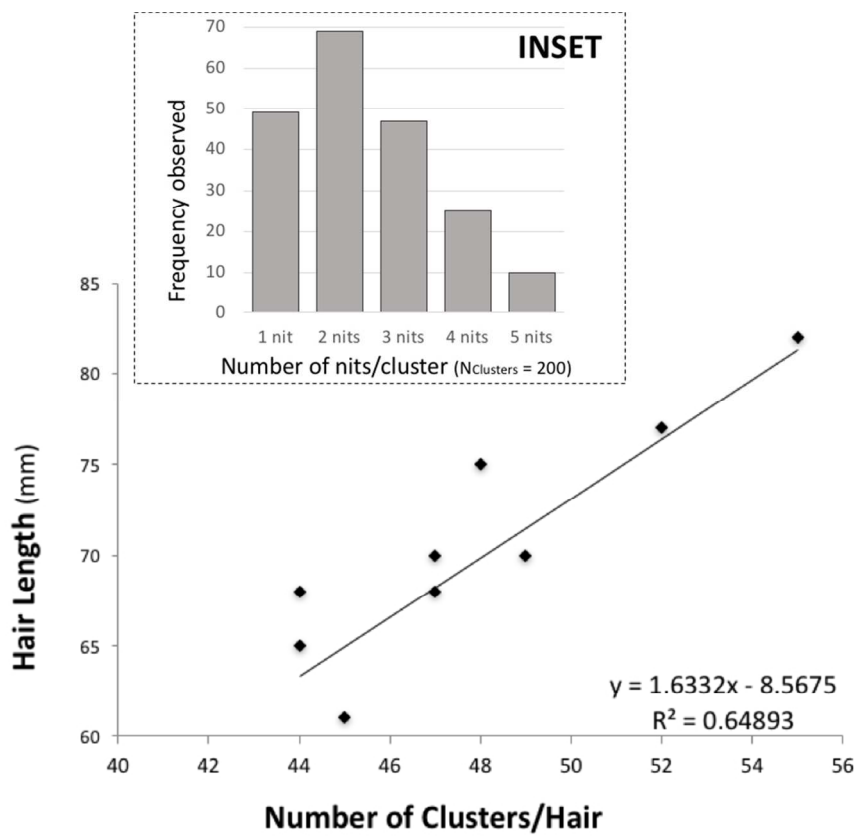 INSET
Frequency observed
70
60
50
40
30
20
10
0
1 nit 2 nits 3 nits 4 nits 5 nits
Number of nits/cluster (NClusters = 200)
Hair Length (mm)
85
80
75
70
65
60
y = 1.6332x - 8.5675
R² = 0.64893
40 42 44 46 48 50 52 54 56
Number of Clusters/Hair